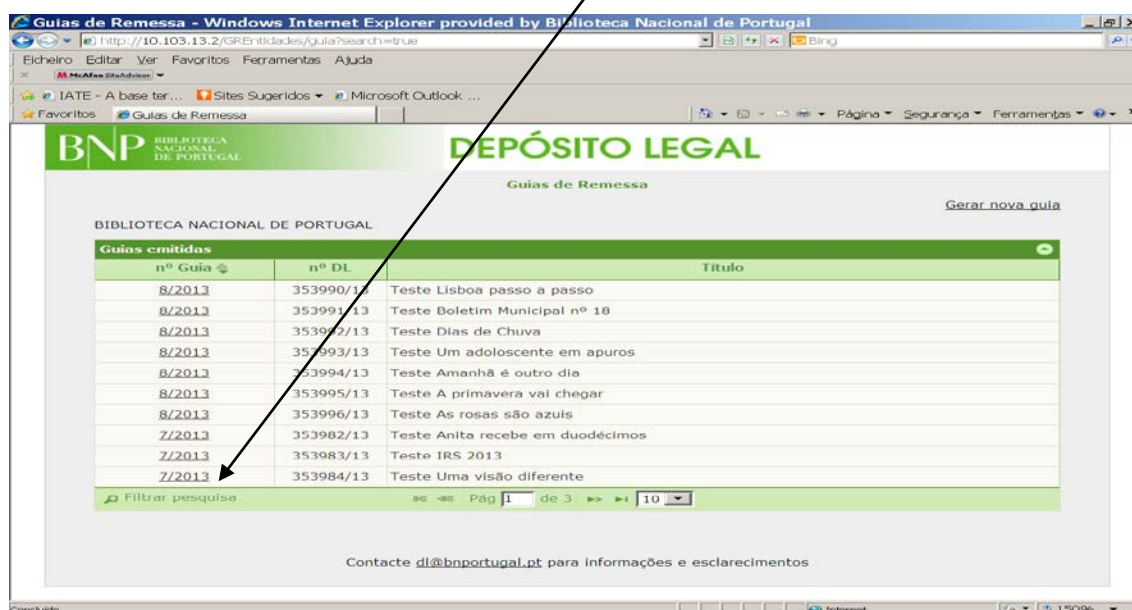 Guias de Remessa - Windows Internet Explorer provided by Biblioteca Nacional de Portugal
http://10.103.13.2/GREntidades/guia?search=true
Bing
Ficheiro Editar Ver Favoritos Ferramentas Ajuda
McAfee SiteAdvisor
IATE - A base ter... Sites Sugeridos Microsoft Outlook ...
Favoritos Guias de Remessa Página Segurança Ferramentas
BNP BIBLIOTECA NACIONAL DE PORTUGAL
DEPÓSITO LEGAL
Guias de Remessa
Gerar nova guia
BIBLIOTECA NACIONAL DE PORTUGAL
Guias emitidas
nº Guia nº DL Título
8/2013 353990/13 Teste Lisboa passo a passo
8/2013 353991/13 Teste Boletim Municipal nº 18
8/2013 353992/13 Teste Dias de Chuva
8/2013 353993/13 Teste Um adoloscente em apuros
8/2013 353994/13 Teste Amanhã é outro dia
8/2013 353995/13 Teste A primavera vai chegar
8/2013 353996/13 Teste As rosas são azuis
7/2013 353982/13 Teste Anita recebe em duodécimos
7/2013 353983/13 Teste IRS 2013
7/2013 353984/13 Teste Uma visão diferente
Filtrar pesquisa Pág 1 de 3 10
Contacte dl@bnportugal.pt para informações e esclarecimentos
Concluído Internet 150%